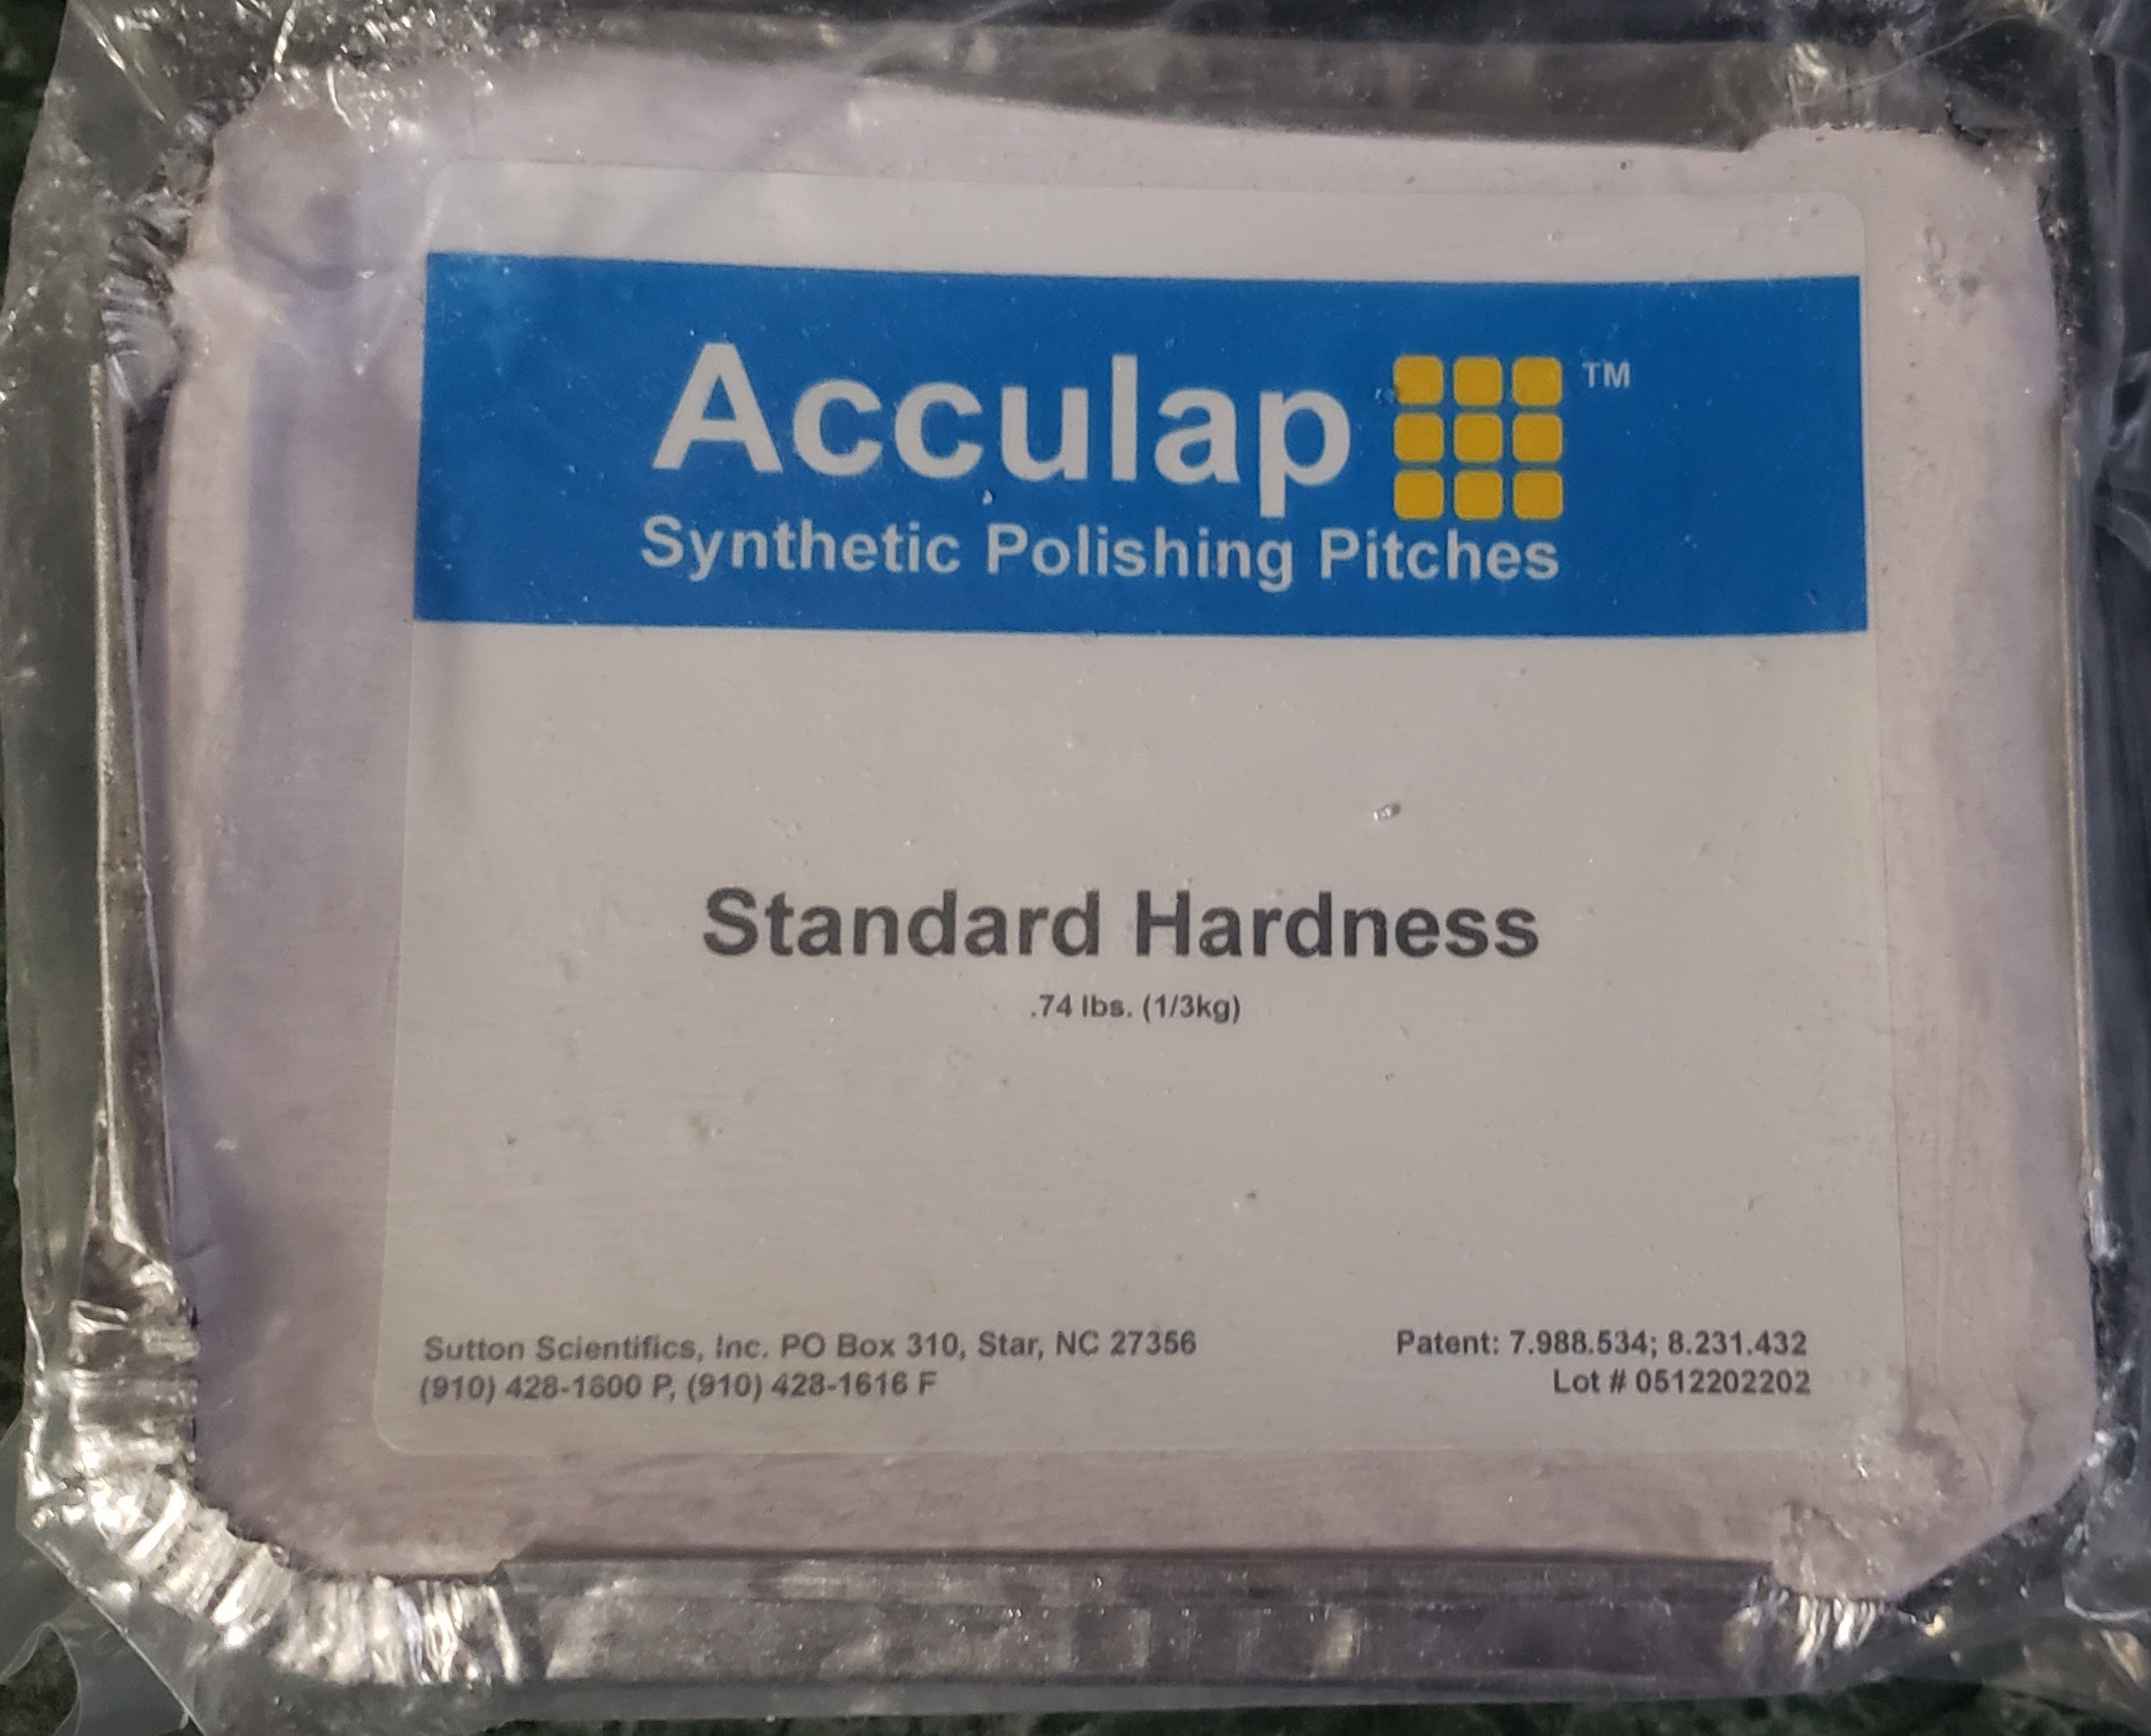 Acculap TM
Synthetic Polishing Pitches
Standard Hardness
.74 lbs. (1/3kg)
Sutton Scientifics, Inc. PO Box 310, Star, NC 27356
(910) 428-1600 P, (910) 428-1616 F
Patent: 7.988.534; 8.231.432
Lot # 0512202202